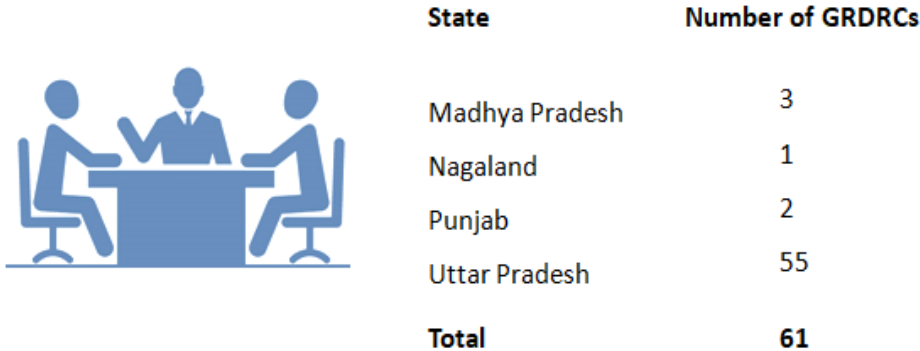 State Number of GRDRCs
Madhya Pradesh 3
Nagaland 1
Punjab 2
Uttar Pradesh 55
Total 61